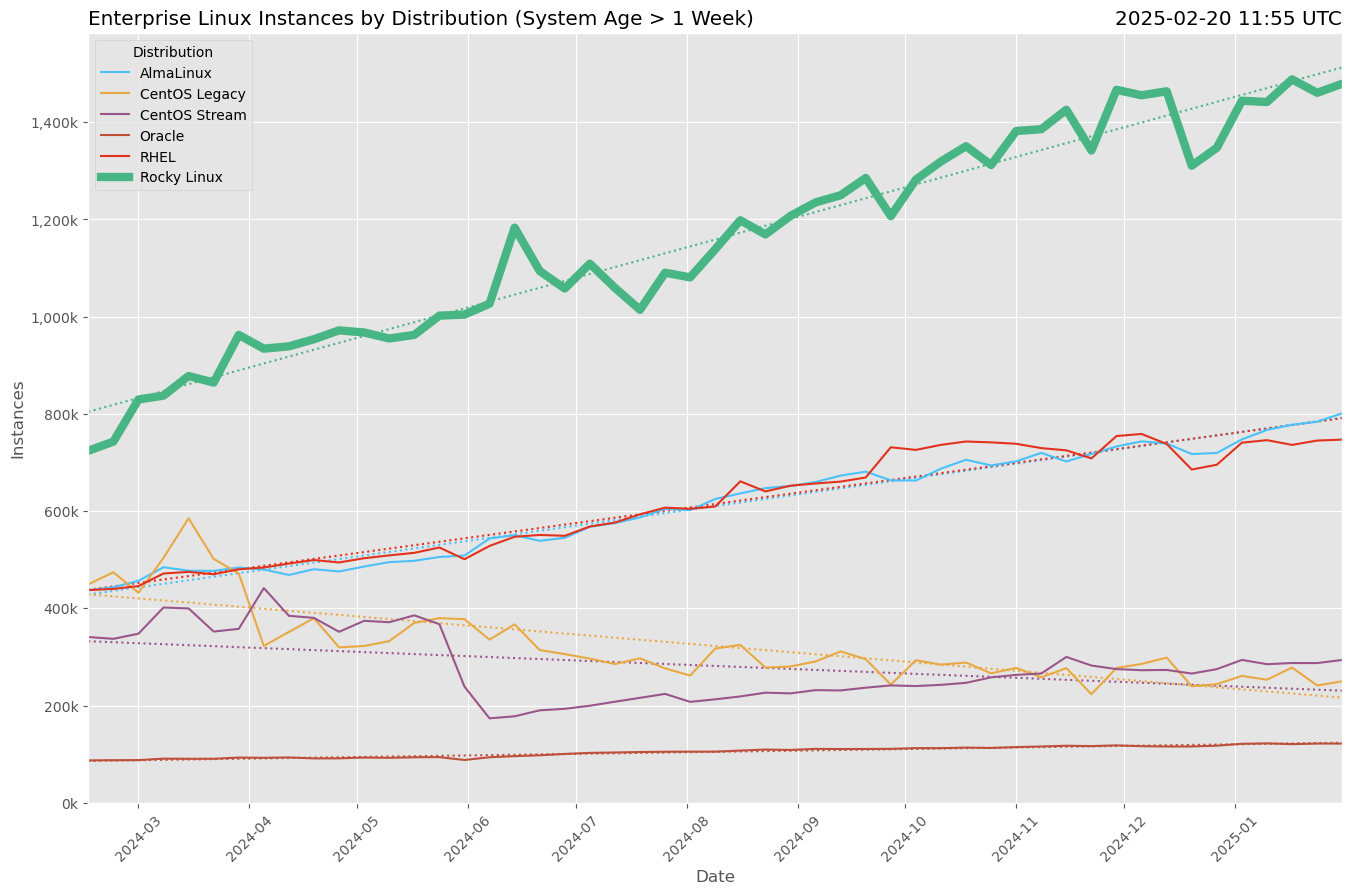 Enterprise Linux Instances by Distribution (System Age > 1 Week)
2025-02-20 11:55 UTC
Distribution
AlmaLinux
CentOS Legacy
CentOS Stream
Oracle
RHEL
Rocky Linux
1,400k
1,200k
1,000k
800k
600k
400k
200k
0k
Instances
2024-03
2024-04
2024-05
2024-06
2024-07
2024-08
2024-09
2024-10
2024-11
2024-12
2025-01
Date